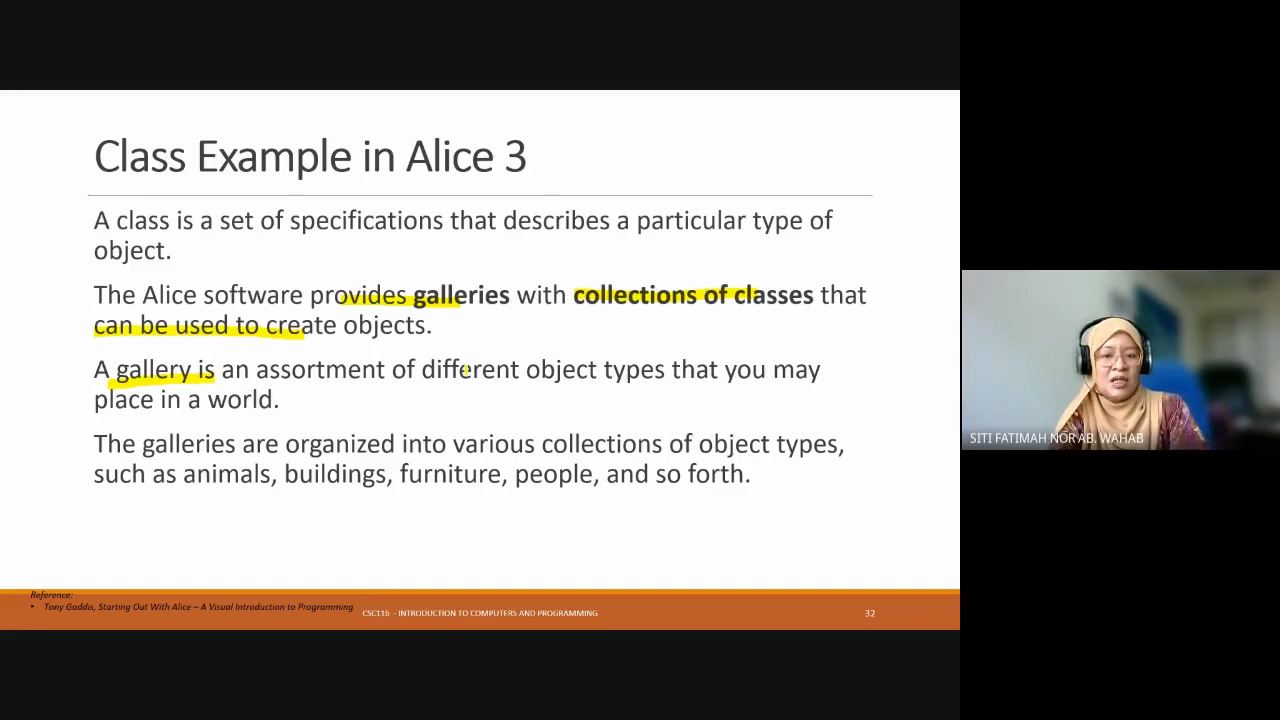 Class Example in Alice 3
A class is a set of specifications that describes a particular type of
object.
The Alice software provides galleries with collections of classes that
can be used to create objects.
A gallery is an assortment of different object types that you may
place in a world.
The galleries are organized into various collections of object types,
such as animals, buildings, furniture, people, and so forth.
Reference:
• Tony Gaddis, Starting Out With Alice – A Visual Introduction to Programming
CSC116 - INTRODUCTION TO COMPUTERS AND PROGRAMMING
32
SITI FATIMAH NOR AB. WAHAB